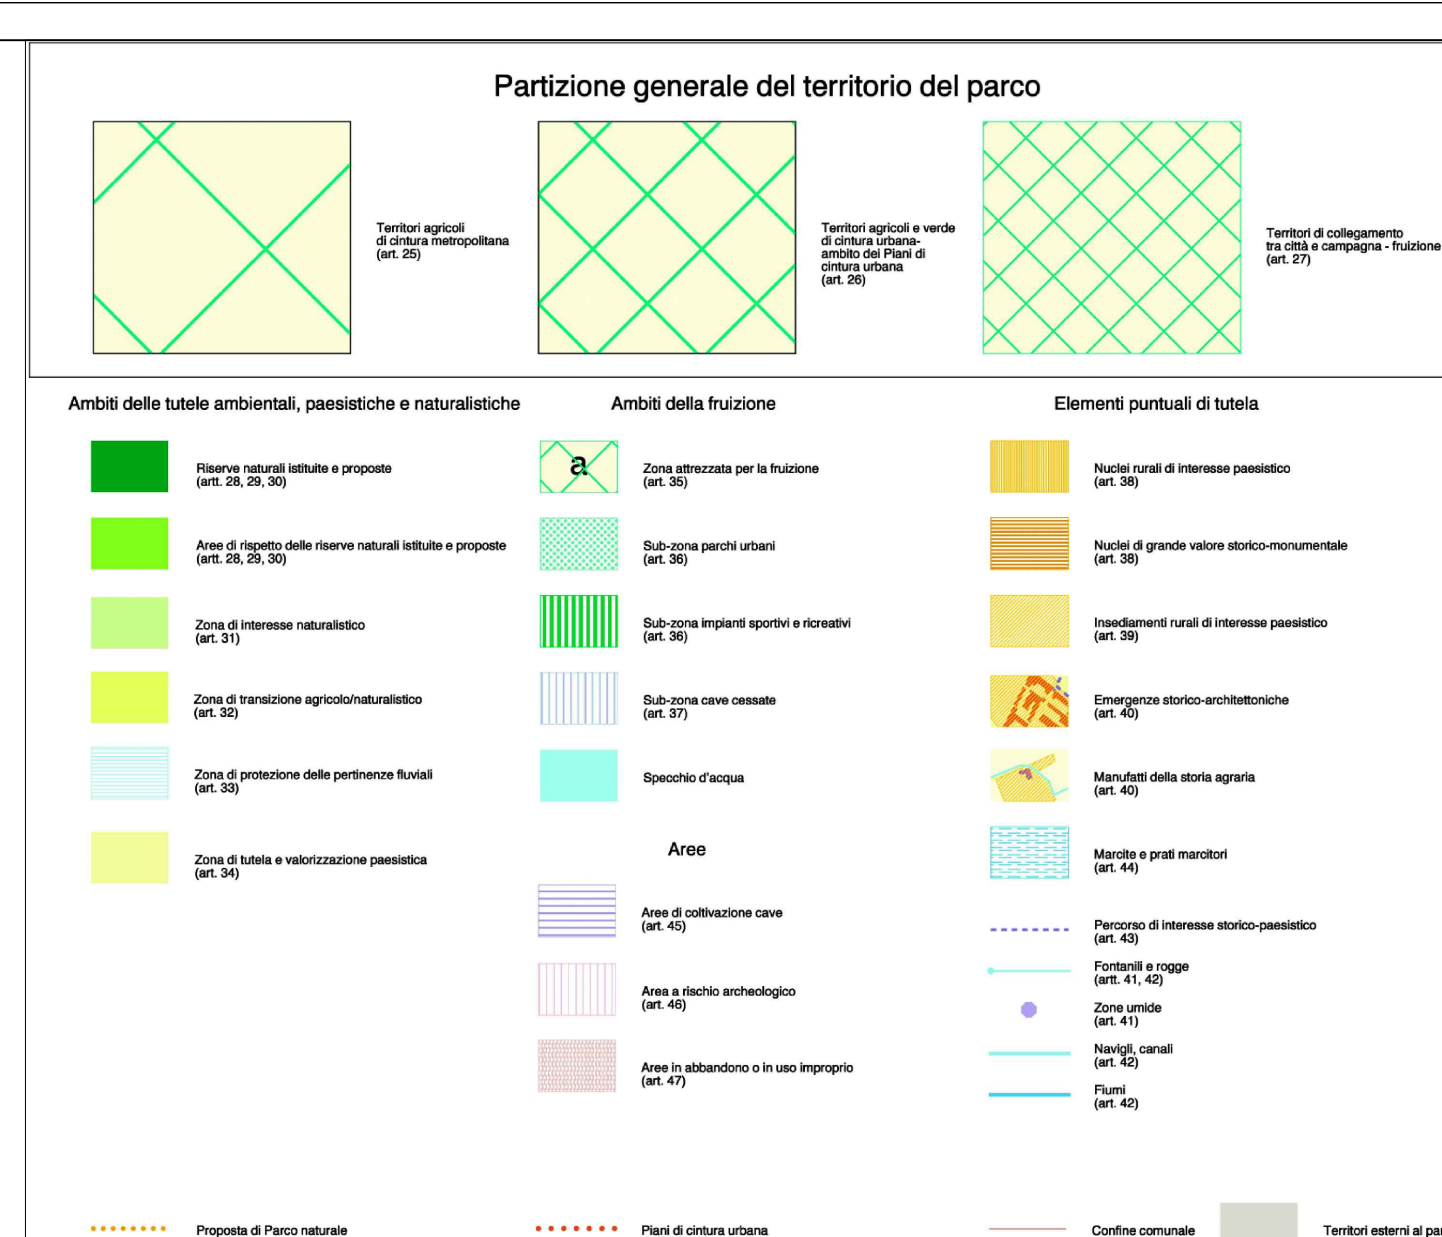 Partizione generale del territorio del parco
Territori agricoli
di cintura metropolitana
(art. 25)
Territori agricoli e verde
di cintura urbana-
ambito dei Piani di
cintura urbana
(art. 26)
Territori di collegamento
tra città e campagna - fruizione
(art. 27)
Ambiti delle tutele ambientali, paesistiche e naturalistiche
Riserve naturali istituite e proposte
(artt. 28, 29, 30)
Aree di rispetto delle riserve naturali istituite e proposte
(artt. 28, 29, 30)
Zona di interesse naturalistico
(art. 31)
Zona di transizione agricolo/naturalistico
(art. 32)
Zona di protezione delle pertinenze fluviali
(art. 33)
Zona di tutela e valorizzazione paesistica
(art. 34)
Ambiti della fruizione
a
Zona attrezzata per la fruizione
(art. 35)
Sub-zona parchi urbani
(art. 36)
Sub-zona impianti sportivi e ricreativi
(art. 36)
Sub-zona cave cessate
(art. 37)
Specchio d'acqua
Aree
Aree di coltivazione cave
(art. 45)
Area a rischio archeologico
(art. 46)
Aree in abbandono o in uso improprio
(art. 47)
Elementi puntuali di tutela
Nuclei rurali di interesse paesistico
(art. 38)
Nuclei di grande valore storico-monumentale
(art. 38)
Insediamenti rurali di interesse paesistico
(art. 39)
Emergenze storico-architettoniche
(art. 40)
Manufatti della storia agraria
(art. 40)
Marcite e prati marcitori
(art. 44)
Percorso di interesse storico-paesistico
(art. 43)
Fontanili e rogge
(artt. 41, 42)
Zone umide
(art. 41)
Navigli, canali
(art. 42)
Fiumi
(art. 42)
Proposta di Parco naturale
Piani di cintura urbana
Confine comunale
Territori esterni al